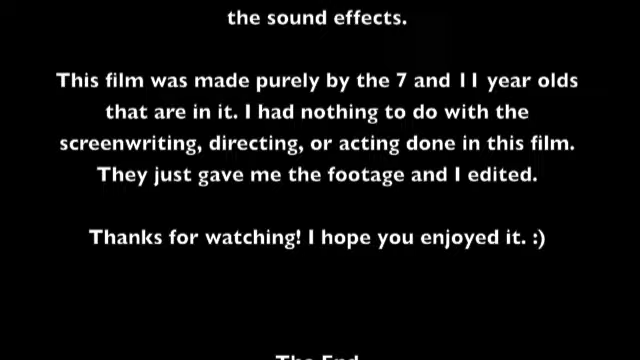 the sound effects.
This film was made purely by the 7 and 11 year olds
that are in it. I had nothing to do with the
screenwriting, directing, or acting done in this film.
They just gave me the footage and I edited.
Thanks for watching! I hope you enjoyed it. :)
The End